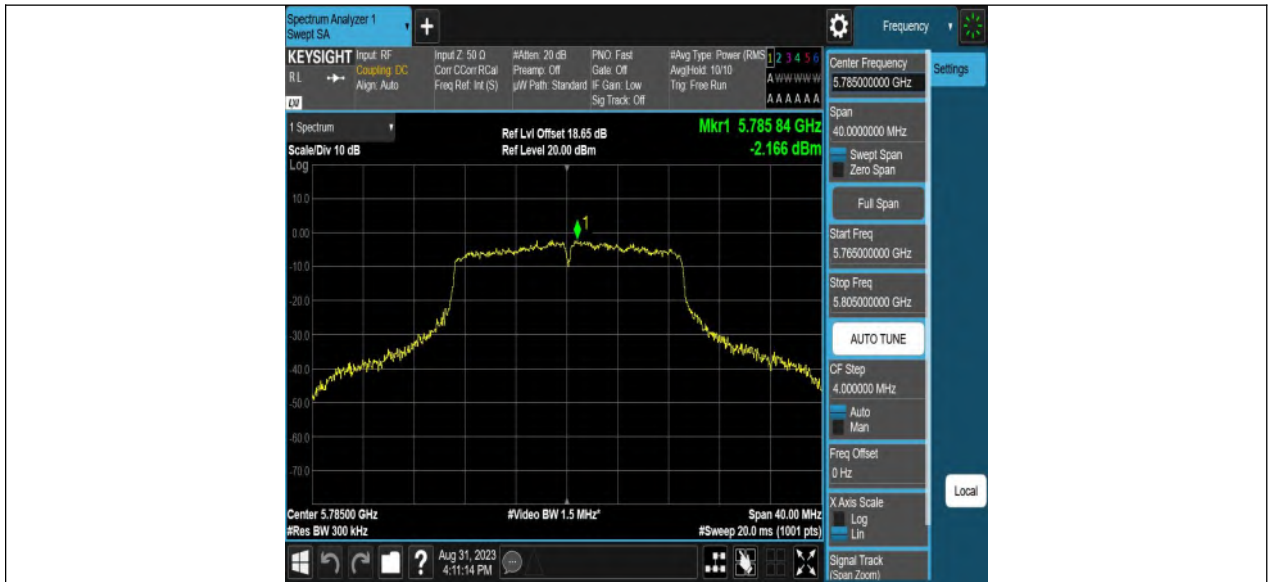 Spectrum Analyzer 1
Swept SA
+
Frequency
KEYSIGHT
RL
LXI
Input: RF
Coupling: DC
Align: Auto
Input Z: 50 Ω
Corr CCorr RCal
Freq Ref: Int (S)
#Atten: 20 dB
Preamp: Off
µW Path: Standard
PNO: Fast
Gate: Off
IF Gain: Low
Sig Track: Off
#Avg Type: Power (RMS
Avg|Hold: 10/10
Trig: Free Run
1 2 3 4 5 6
A W W W W W
A A A A A A
1 Spectrum
Scale/Div 10 dB
Log
Ref Lvl Offset 18.65 dB
Ref Level 20.00 dBm
Mkr1 5.785 84 GHz
-2.166 dBm
10.0
0.00
-10.0
-20.0
-30.0
-40.0
-50.0
-60.0
-70.0
1
Center 5.78500 GHz
#Res BW 300 kHz
#Video BW 1.5 MHz*
Span 40.00 MHz
#Sweep 20.0 ms (1001 pts)
?
Aug 31, 2023
4:11:14 PM
Center Frequency
5.785000000 GHz
Span
40.0000000 MHz
Swept Span
Zero Span
Full Span
Start Freq
5.765000000 GHz
Stop Freq
5.805000000 GHz
AUTO TUNE
CF Step
4.000000 MHz
Auto
Man
Freq Offset
0 Hz
X Axis Scale
Log
Lin
Signal Track
(Span Zoom)
Settings
Local